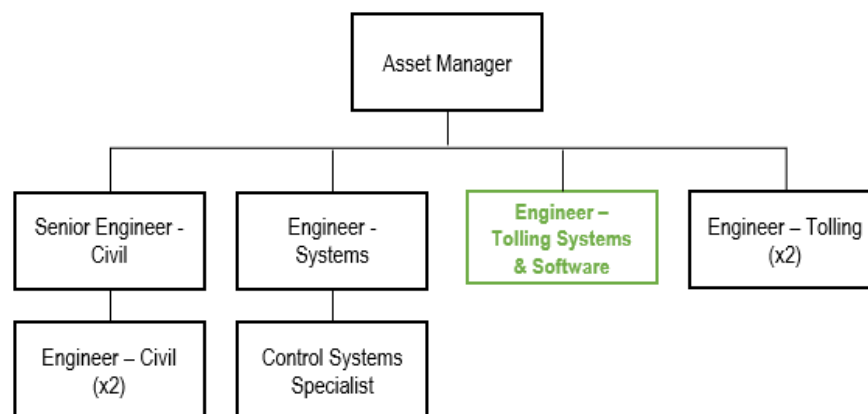 Asset Manager
Senior Engineer -
Civil
Engineer -
Systems
Engineer –
Tolling Systems
& Software
Engineer – Tolling
(x2)
Engineer – Civil
(x2)
Control Systems
Specialist